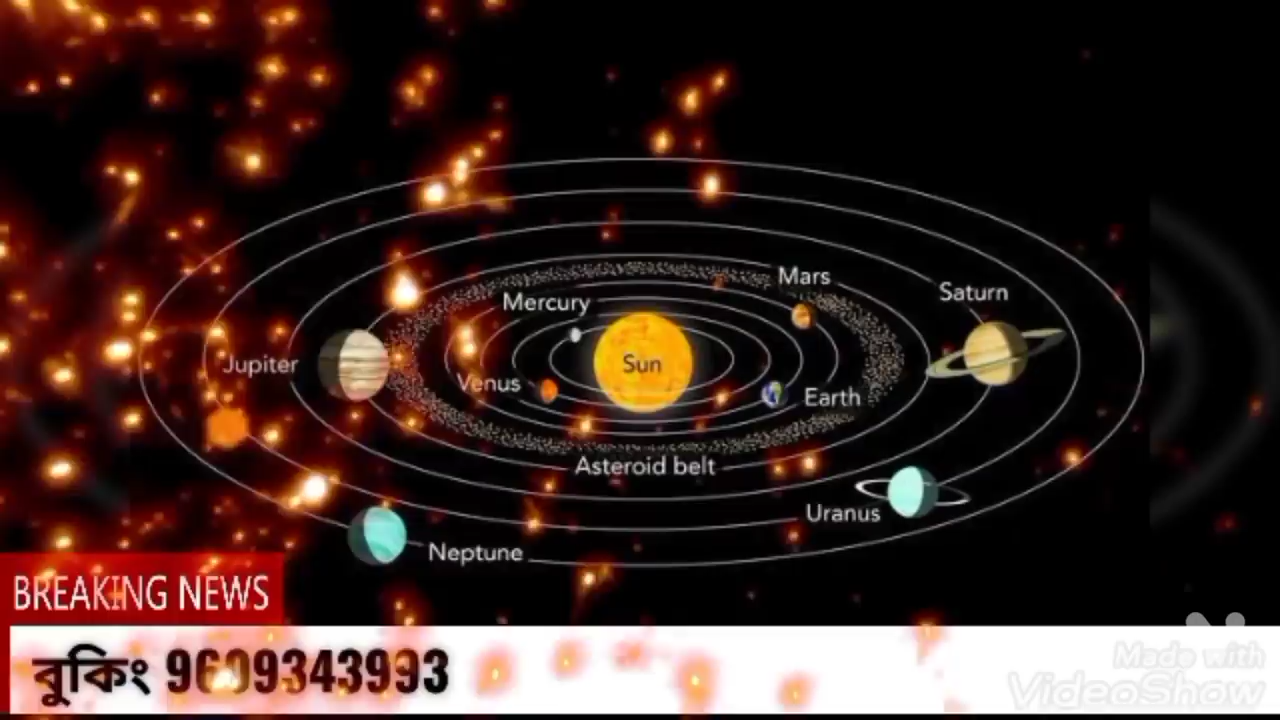 Mars
Saturn
Mercury
Sun
Jupiter
Venus
Earth
Asteroid belt
Uranus
Neptune
BREAKING NEWS
বুকিং 9609343993
Made with
VideoShow